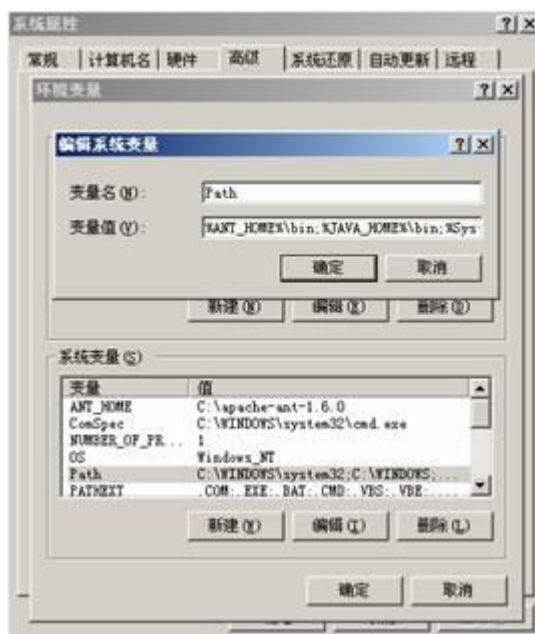 系统属性
常规 计算机名 硬件 高级 系统还原 自动更新 远程
环境变量
编辑系统变量
变量名(N): Path
变量值(V): %ANT_HOME%\bin;%JAVA_HOME%\bin;%Sys
确定 取消
新建(N) 编辑(E) 删除(D)
系统变量(S)
变量 值
ANT_HOME C:\apache-ant-1.6.0
ComSpec C:\WINDOWS\system32\cmd.exe
NUMBER_OF_PR... 1
OS Windows_NT
Path C:\WINDOWS\system32;C:\WINDOWS;...
PATHEXT .COM;.EXE;.BAT;.CMD;.VBS;.VBE;....
新建(W) 编辑(I) 删除(L)
确定 取消